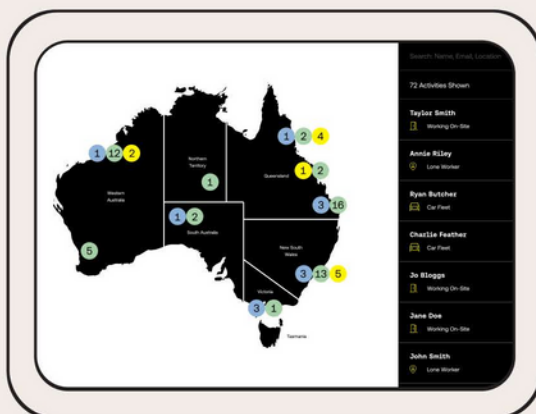 1 2 4
1 12 2
Northern
Territory
1 2
Queensland
1
Western
Australia
3 16
1 2
South Australia
5
New South
Wales
3 13 5
Victoria
3 1
Tasmania
Search: Name, Email, Location
72 Activities Shown
Taylor Smith
Working On-Site
Annie Riley
Lone Worker
Ryan Butcher
Car Fleet
Charlie Feather
Car Fleet
Jo Bloggs
Working On-Site
Jane Doe
Working On-Site
John Smith
Lone Worker